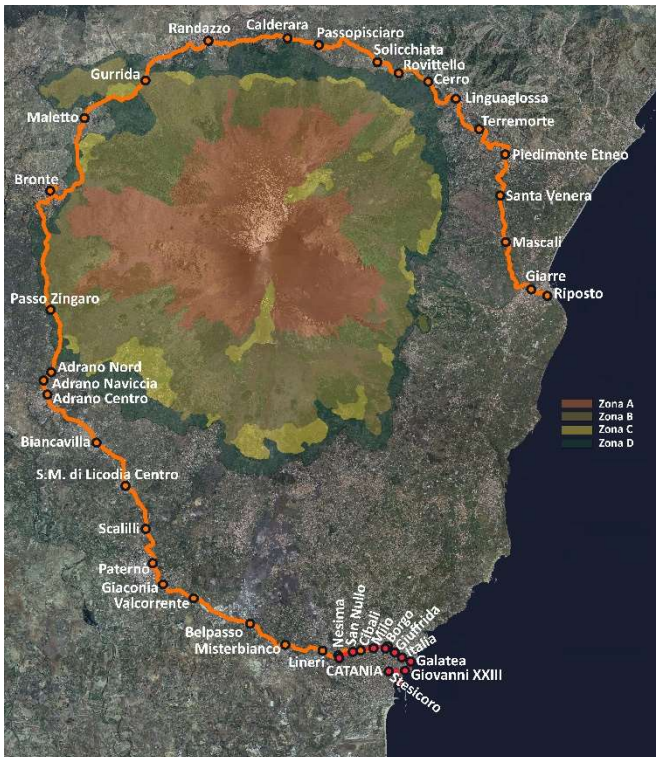 Randazzo
Calderara
Passopisciaro
Solicchiata
Rovittello
Cerro
Gurrida
Linguaglossa
Maletto
Terremorte
Piedimonte Etneo
Bronte
Santa Venera
Mascali
Giarre
Riposto
Passo Zingaro
Adrano Nord
Adrano Naviccia
Adrano Centro
Zona A
Zona B
Zona C
Zona D
Biancavilla
S.M. di Licodia Centro
Scalilli
Paternò
Giaconia
Valcorrente
Belpasso
Misterbianco
Lineri
Nesima
San Nullo
Cibali
Milo
Borgo
Giuffrida
Italia
CATANIA
Galatea
Giovanni XXIII
Stesicoro